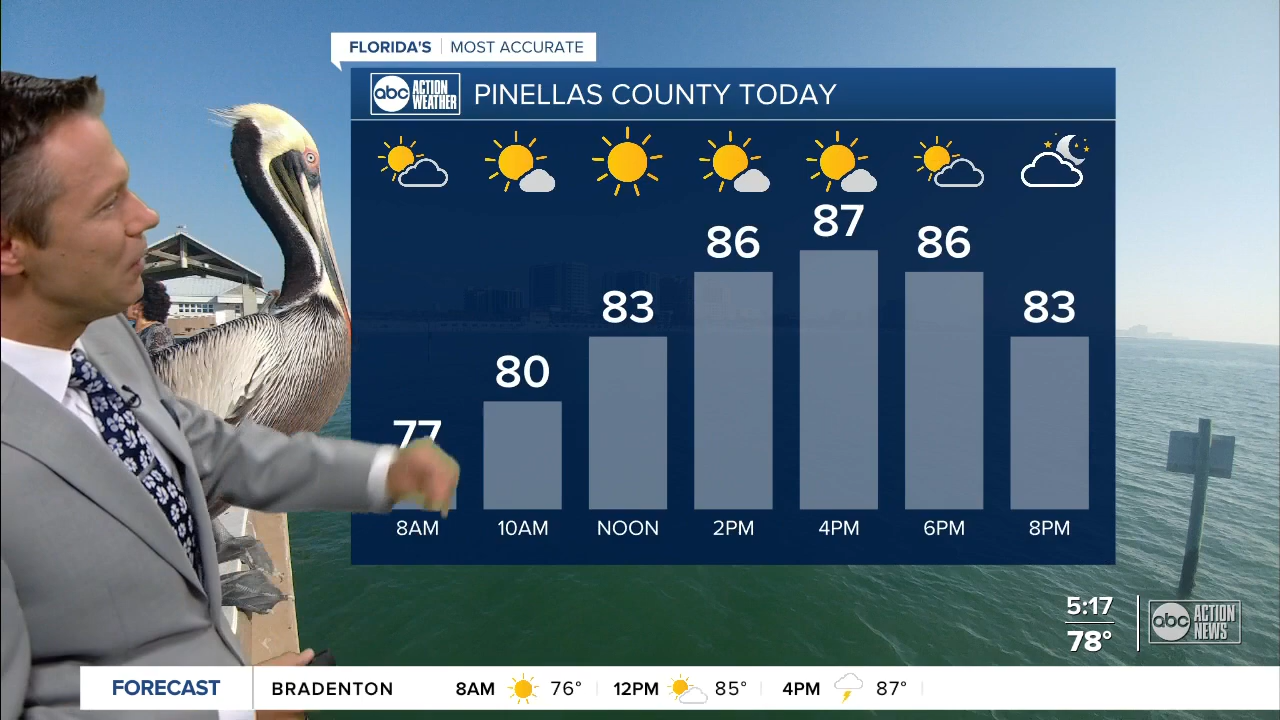 FLORIDA'S MOST ACCURATE
abc ACTION WEATHER PINELLAS COUNTY TODAY
77 80 83 86 87 86 83
8AM 10AM NOON 2PM 4PM 6PM 8PM
5:17
78°
abc ACTION NEWS
FORECAST BRADENTON 8AM 76° 12PM 85° 4PM 87°